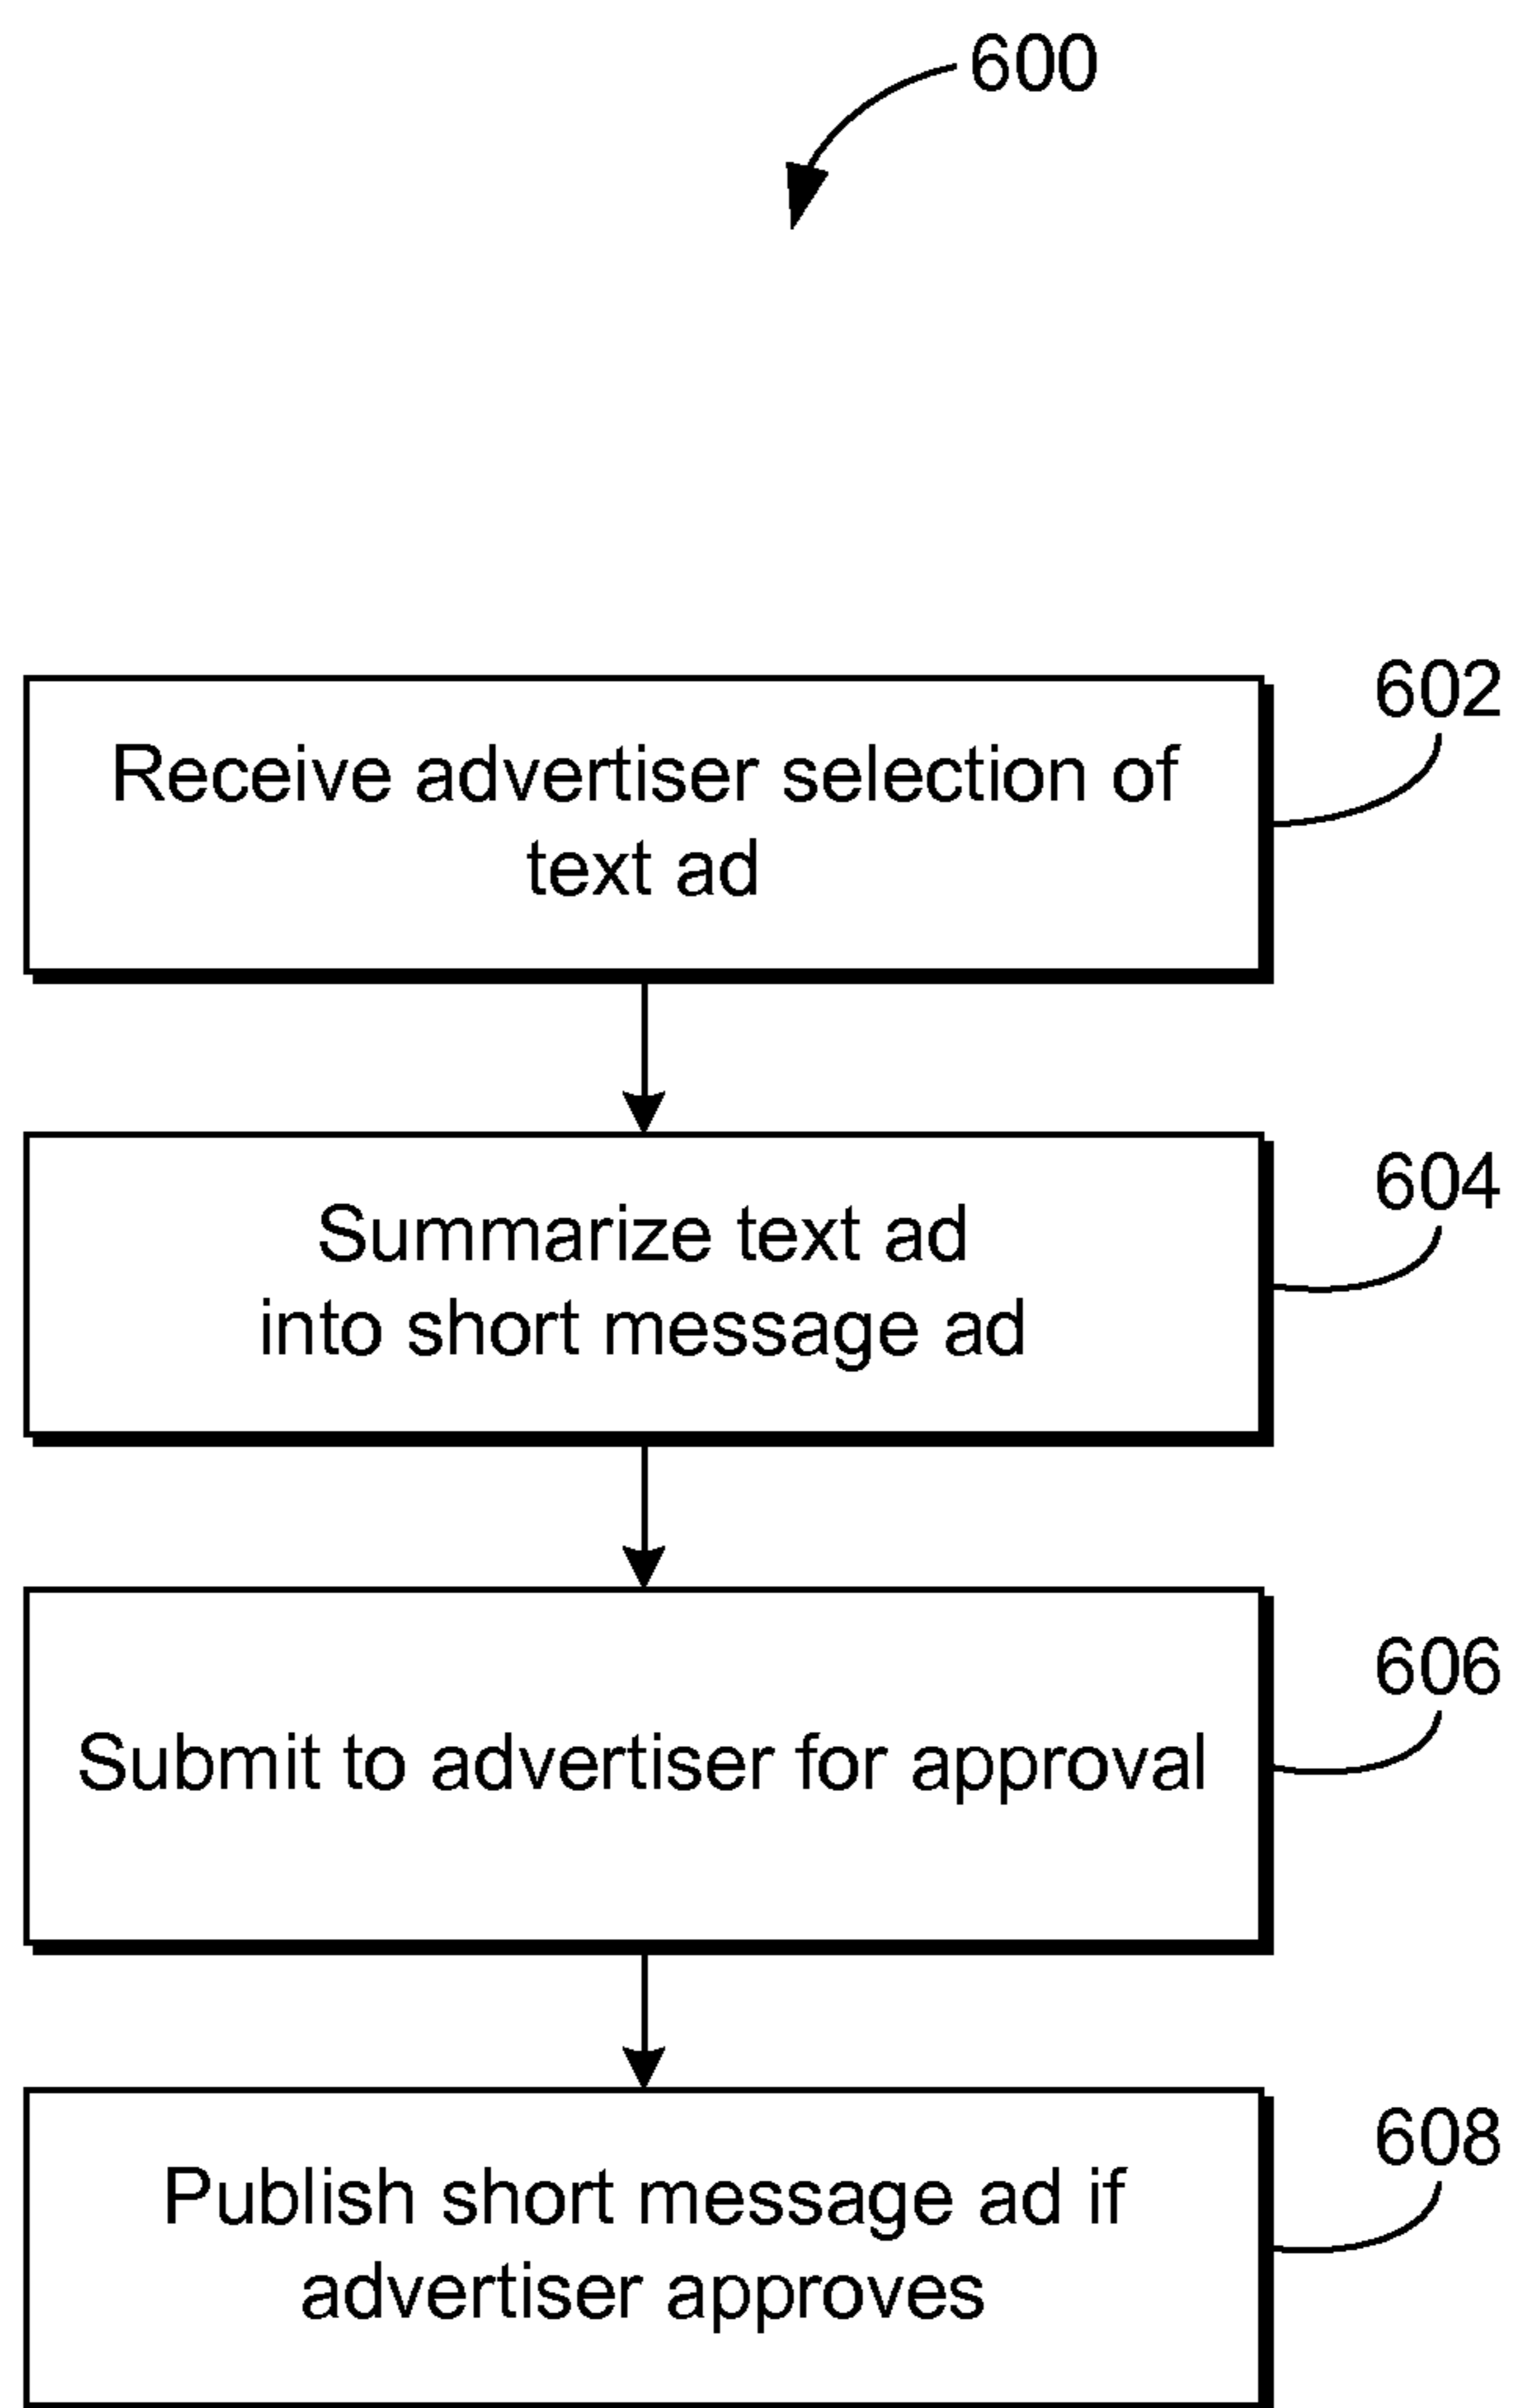 600
602
Receive advertiser selection of
text ad
604
Summarize text ad
into short message ad
606
Submit to advertiser for approval
608
Publish short message ad if
advertiser approves